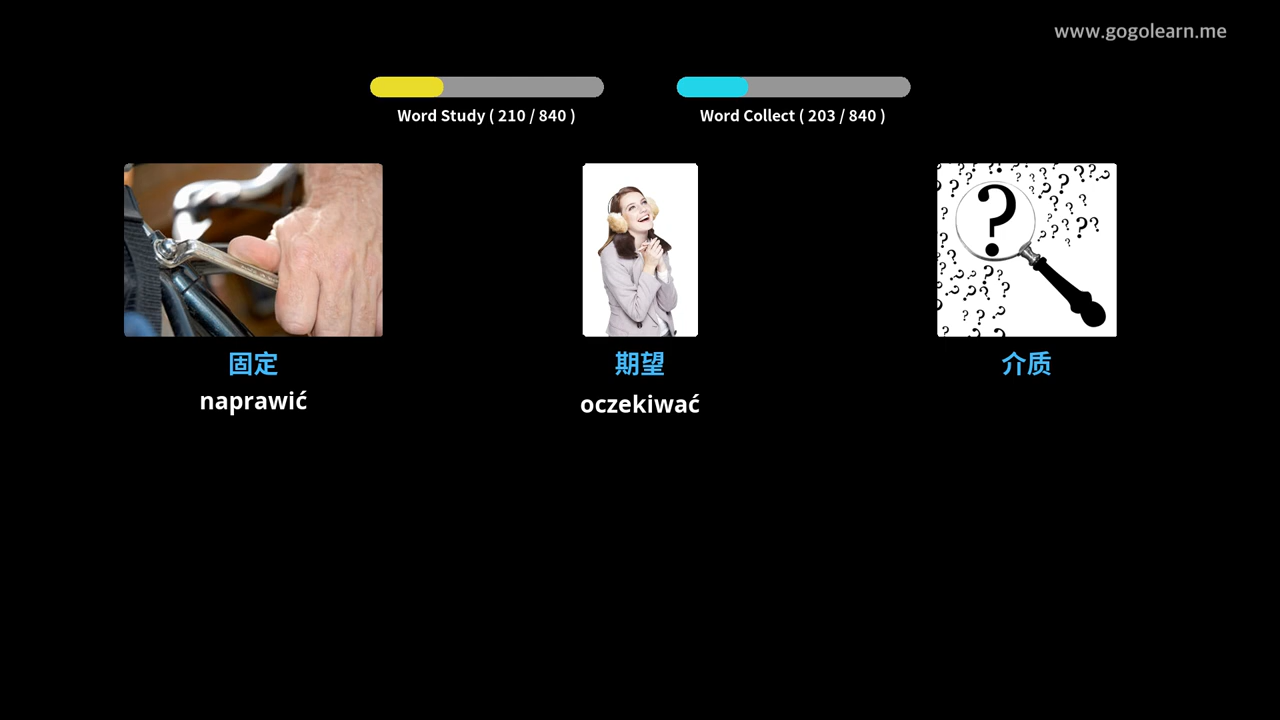 www.gogolearn.me
Word Study ( 210 / 840 )
Word Collect ( 203 / 840 )
固定
期望
介质
naprawić
oczekiwać